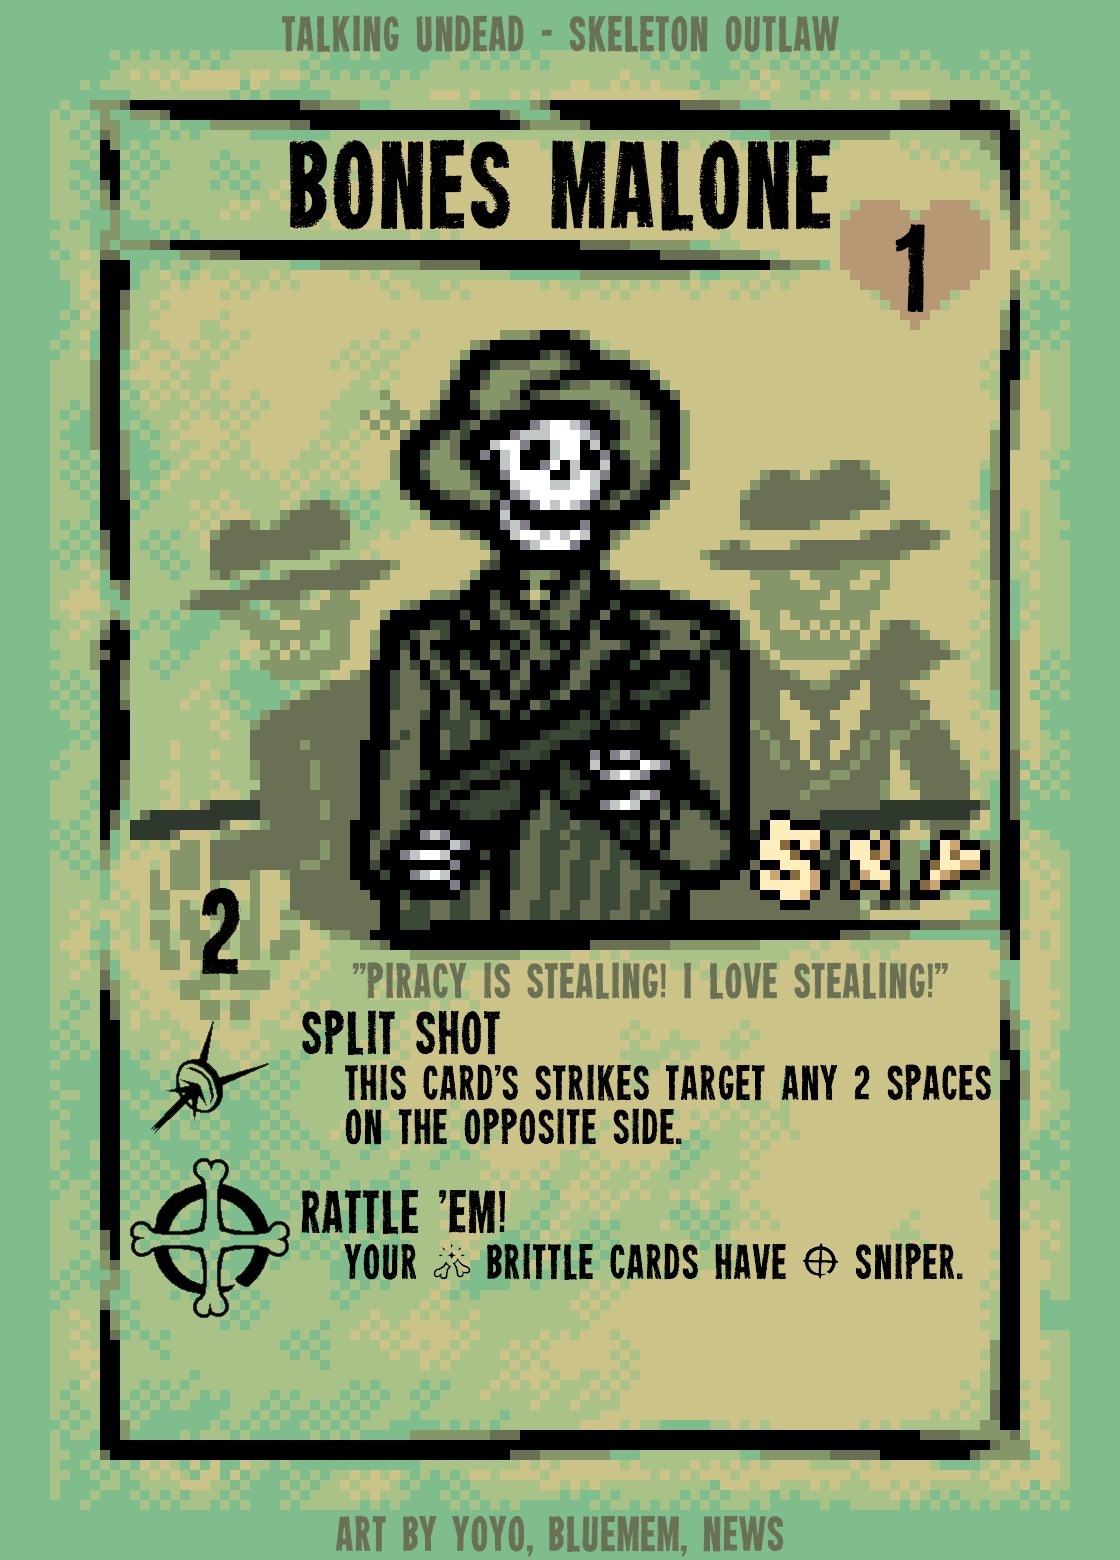 TALKING UNDEAD - SKELETON OUTLAW
BONES MALONE
1
SNP
2
"PIRACY IS STEALING! I LOVE STEALING!"
SPLIT SHOT
THIS CARD'S STRIKES TARGET ANY 2 SPACES
ON THE OPPOSITE SIDE.
RATTLE 'EM!
YOUR BRITTLE CARDS HAVE SNIPER.
ART BY YOYO, BLUEMEM, NEWS